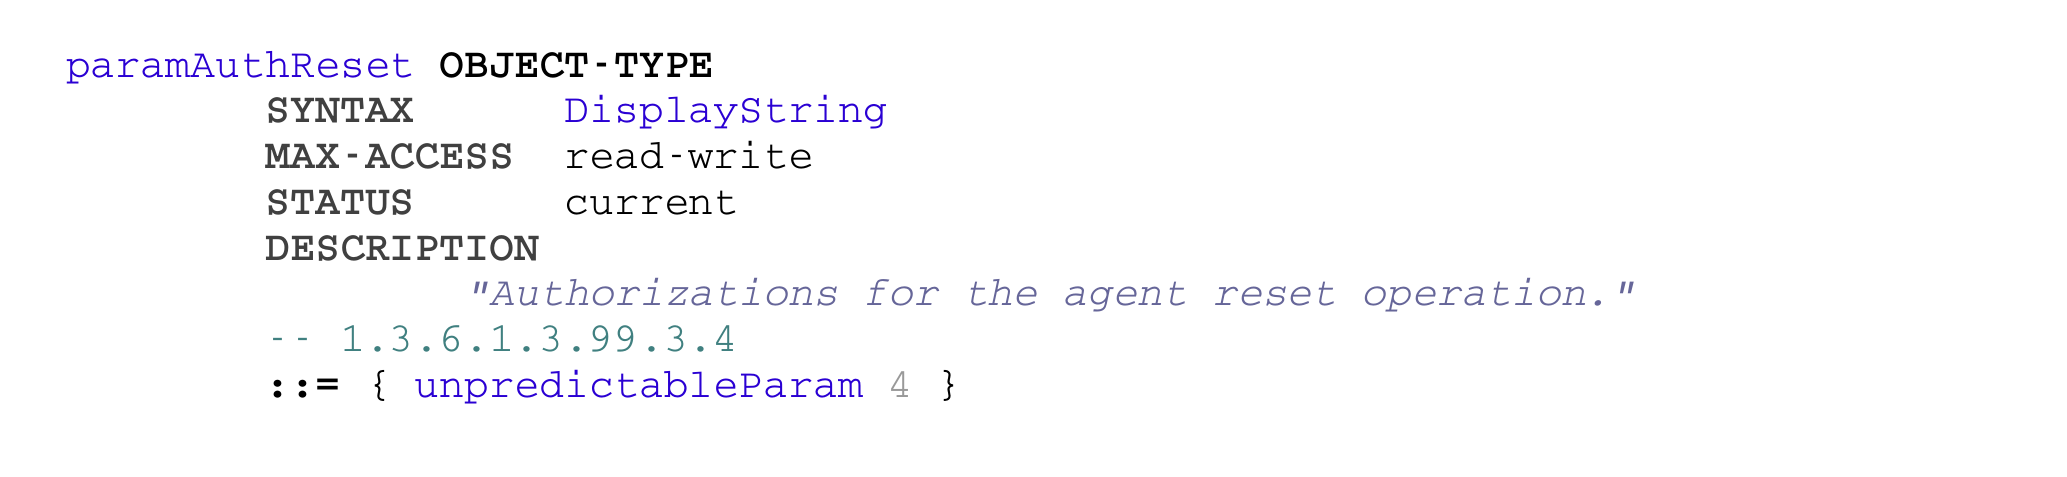 paramAuthReset OBJECT-TYPE
SYNTAX DisplayString
MAX-ACCESS read-write
STATUS current
DESCRIPTION
"Authorizations for the agent reset operation."
-- 1.3.6.1.3.99.3.4
::= { unpredictableParam 4 }